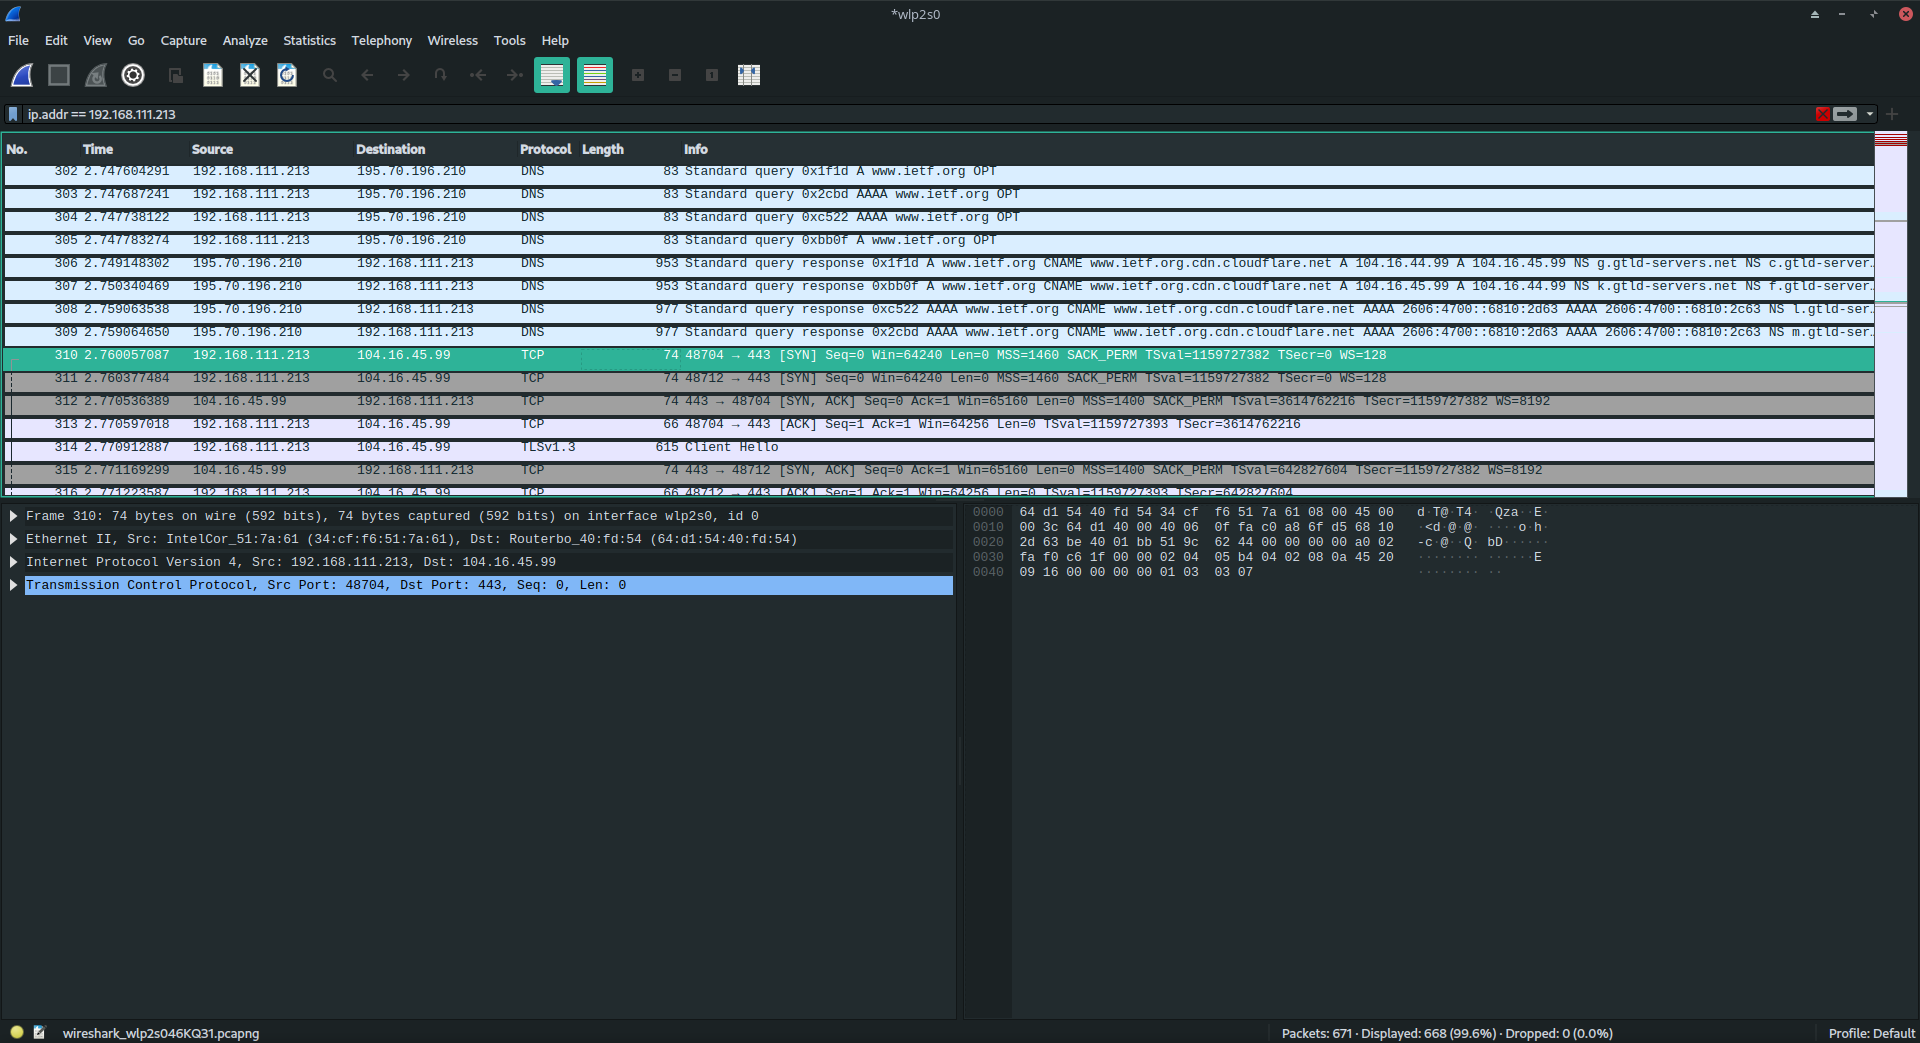 *wlp2s0
File Edit View Go Capture Analyze Statistics Telephony Wireless Tools Help
ip.addr == 192.168.111.213
No. Time Source Destination Protocol Length Info
302 2.747604291 192.168.111.213 195.70.196.210 DNS 83 Standard query 0x1f1d A www.ietf.org OPT
303 2.747687241 192.168.111.213 195.70.196.210 DNS 83 Standard query 0x2cbd AAAA www.ietf.org OPT
304 2.747738122 192.168.111.213 195.70.196.210 DNS 83 Standard query 0xc522 AAAA www.ietf.org OPT
305 2.747783274 192.168.111.213 195.70.196.210 DNS 83 Standard query 0xbb0f A www.ietf.org OPT
306 2.749148302 195.70.196.210 192.168.111.213 DNS 953 Standard query response 0x1f1d A www.ietf.org CNAME www.ietf.org.cdn.cloudflare.net A 104.16.44.99 A 104.16.45.99 NS g.gtld-servers.net NS c.gtld-server…
307 2.750340469 195.70.196.210 192.168.111.213 DNS 953 Standard query response 0xbb0f A www.ietf.org CNAME www.ietf.org.cdn.cloudflare.net A 104.16.45.99 A 104.16.44.99 NS k.gtld-servers.net NS f.gtld-serve…
308 2.759063538 195.70.196.210 192.168.111.213 DNS 977 Standard query response 0xc522 AAAA www.ietf.org CNAME www.ietf.org.cdn.cloudflare.net AAAA 2606:4700::6810:2d63 AAAA 2606:4700::6810:2c63 NS l.gtld-ser…
309 2.759064650 195.70.196.210 192.168.111.213 DNS 977 Standard query response 0x2cbd AAAA www.ietf.org CNAME www.ietf.org.cdn.cloudflare.net AAAA 2606:4700::6810:2d63 AAAA 2606:4700::6810:2c63 NS m.gtld-ser…
310 2.760057087 192.168.111.213 104.16.45.99 TCP 74 48704 → 443 [SYN] Seq=0 Win=64240 Len=0 MSS=1460 SACK_PERM TSval=1159727382 TSecr=0 WS=128
311 2.760377484 192.168.111.213 104.16.45.99 TCP 74 48712 → 443 [SYN] Seq=0 Win=64240 Len=0 MSS=1460 SACK_PERM TSval=1159727382 TSecr=0 WS=128
312 2.770536389 104.16.45.99 192.168.111.213 TCP 74 443 → 48704 [SYN, ACK] Seq=0 Ack=1 Win=65160 Len=0 MSS=1400 SACK_PERM TSval=3614762216 TSecr=1159727382 WS=8192
313 2.770597018 192.168.111.213 104.16.45.99 TCP 66 48704 → 443 [ACK] Seq=1 Ack=1 Win=64256 Len=0 TSval=1159727393 TSecr=3614762216
314 2.770912887 192.168.111.213 104.16.45.99 TLSv1.3 615 Client Hello
315 2.771169299 104.16.45.99 192.168.111.213 TCP 74 443 → 48712 [SYN, ACK] Seq=0 Ack=1 Win=65160 Len=0 MSS=1400 SACK_PERM TSval=642827604 TSecr=1159727382 WS=8192
316 2.771223587 192.168.111.213 104.16.45.99 TCP 66 48712 → 443 [ACK] Seq=1 Ack=1 Win=64256 Len=0 TSval=1159727393 TSecr=642827604
Frame 310: 74 bytes on wire (592 bits), 74 bytes captured (592 bits) on interface wlp2s0, id 0
Ethernet II, Src: IntelCor_51:7a:61 (34:cf:f6:51:7a:61), Dst: Routerbo_40:fd:54 (64:d1:54:40:fd:54)
Internet Protocol Version 4, Src: 192.168.111.213, Dst: 104.16.45.99
Transmission Control Protocol, Src Port: 48704, Dst Port: 443, Seq: 0, Len: 0
0000 64 d1 54 40 fd 54 34 cf f6 51 7a 61 08 00 45 00 d·T@·T4· ·Qza··E·
0010 00 3c 64 d1 40 00 40 06 0f fa c0 a8 6f d5 68 10 ·<d·@·@· ····o·h·
0020 2d 63 be 40 01 bb 51 9c 62 44 00 00 00 00 a0 02 -c·@··Q· bD······
0030 fa f0 c6 1f 00 00 02 04 05 b4 04 02 08 0a 45 20 ········ ······E
0040 09 16 00 00 00 00 01 03 03 07 ········ ··
wireshark_wlp2s046KQ31.pcapng
Packets: 671 · Displayed: 668 (99.6%) · Dropped: 0 (0.0%)
Profile: Default